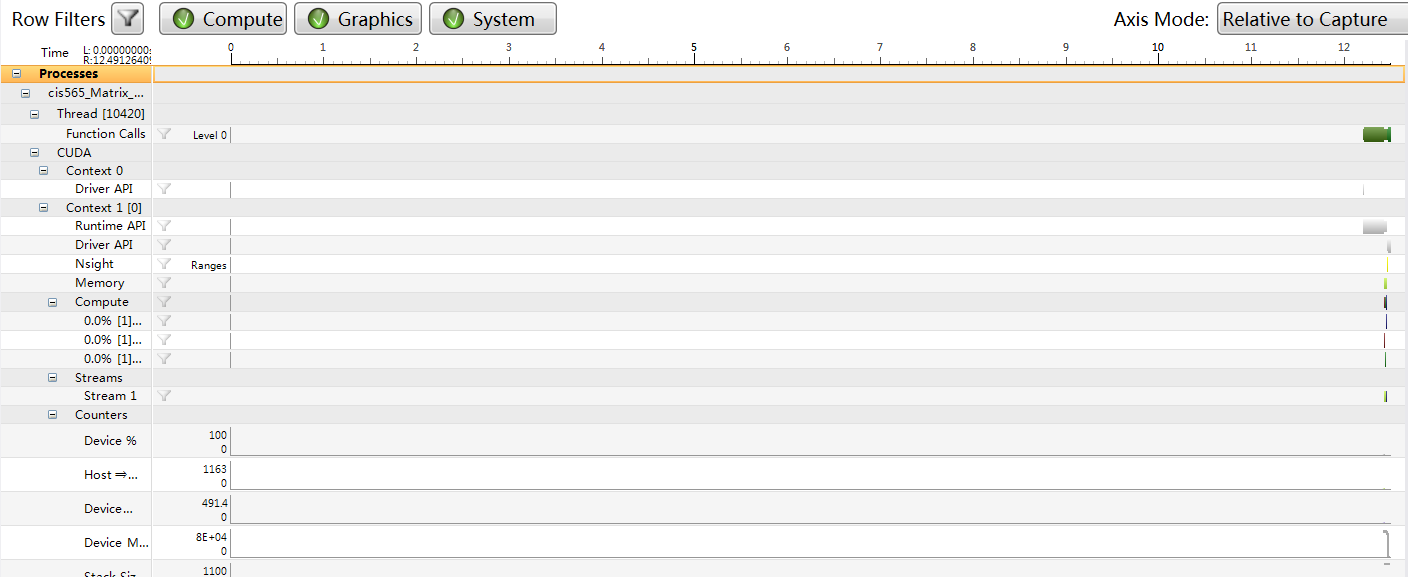 Row Filters Compute Graphics System Axis Mode: Relative to Capture
Time L: 0.00000000s 0 1 2 3 4 5 6 7 8 9 10 11 12
R:12.4912640
Processes
cis565_Matrix_...
Thread [10420]
Function Calls Level 0
CUDA
Context 0
Driver API
Context 1 [0]
Runtime API
Driver API
Nsight Ranges
Memory
Compute
0.0% [1]...
0.0% [1]...
0.0% [1]...
Streams
Stream 1
Counters
Device % 100
0
Host ⇒... 1163
0
Device... 491.4
0
Device M... 8E+04
0
Stack Siz 1100